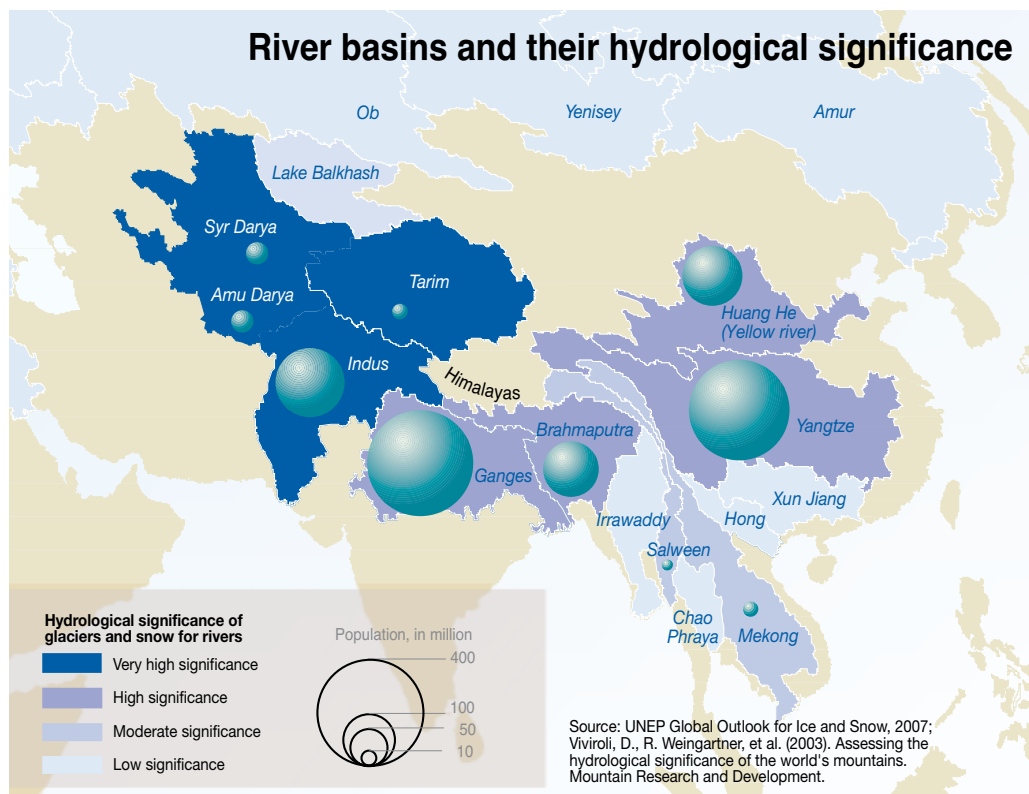 River basins and their hydrological significance
Ob
Yenisey
Amur
Lake Balkhash
Syr Darya
Tarim
Amu Darya
Huang He
(Yellow river)
Indus
Himalayas
Yangtze
Brahmaputra
Ganges
Xun Jiang
Irrawaddy
Hong
Salween
Chao
Phraya
Mekong
Hydrological significance of
glaciers and snow for rivers
Very high significance
High significance
Moderate significance
Low significance
Population, in million
400
100
50
10
Source: UNEP Global Outlook for Ice and Snow, 2007;
Viviroli, D., R. Weingartner, et al. (2003). Assessing the
hydrological significance of the world's mountains.
Mountain Research and Development.